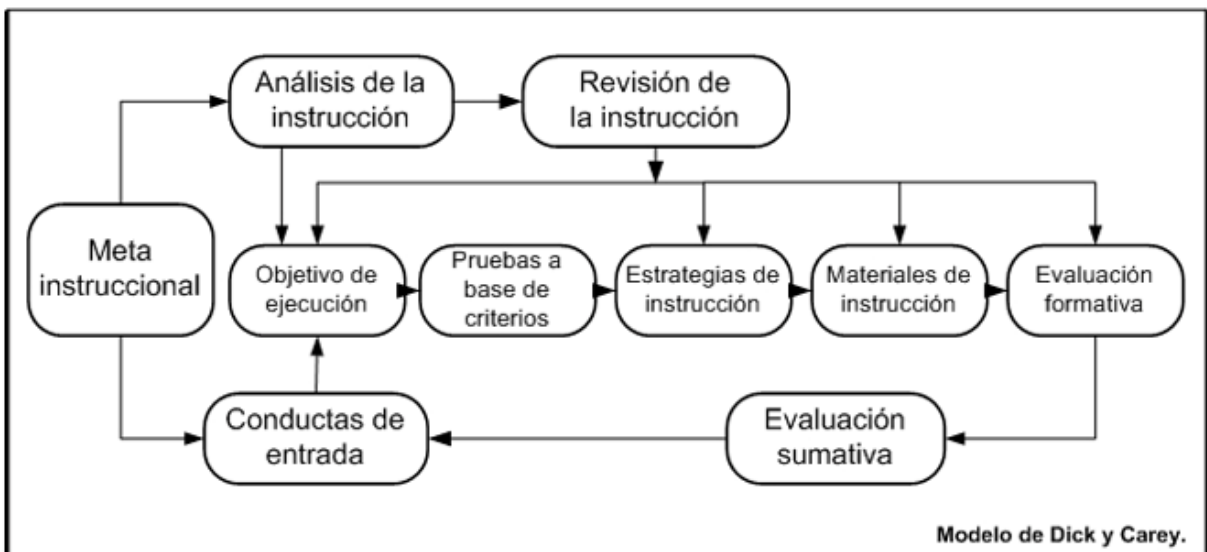 Análisis de la
instrucción
Revisión de
la instrucción
Meta
instruccional
Objetivo de
ejecución
Pruebas a
base de
criterios
Estrategias de
instrucción
Materiales de
instrucción
Evaluación
formativa
Conductas de
entrada
Evaluación
sumativa
Modelo de Dick y Carey.